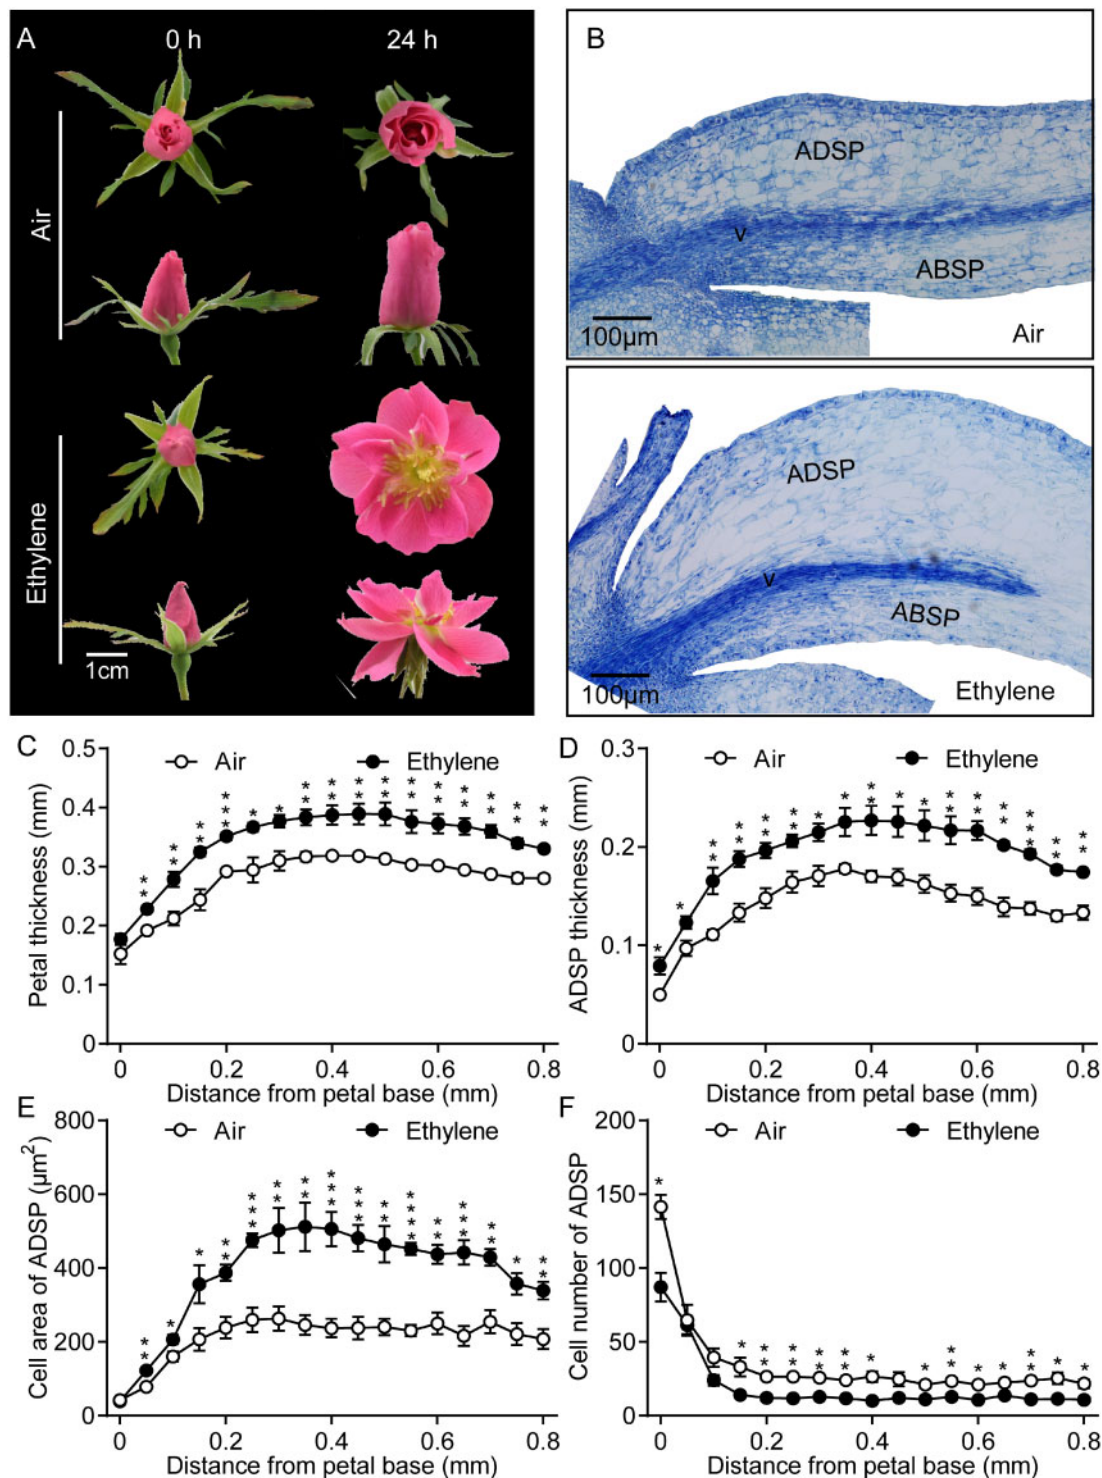 A
0 h
24 h
Air
Ethylene
1cm
B
ADSP
v
ABSP
100µm
Air
ADSP
v
ABSP
100µm
Ethylene
C
Air
Ethylene
Petal thickness (mm)
0.5
0.4
0.3
0.2
0.1
0
0 0.2 0.4 0.6 0.8
Distance from petal base (mm)
D
Air
Ethylene
ADSP thickness (mm)
0.3
0.2
0.1
0
0 0.2 0.4 0.6 0.8
Distance from petal base (mm)
E
Air
Ethylene
Cell area of ADSP (µm²)
800
600
400
200
0
0 0.2 0.4 0.6 0.8
Distance from petal base (mm)
F
Air
Ethylene
Cell number of ADSP
200
150
100
50
0
0 0.2 0.4 0.6 0.8
Distance from petal base (mm)